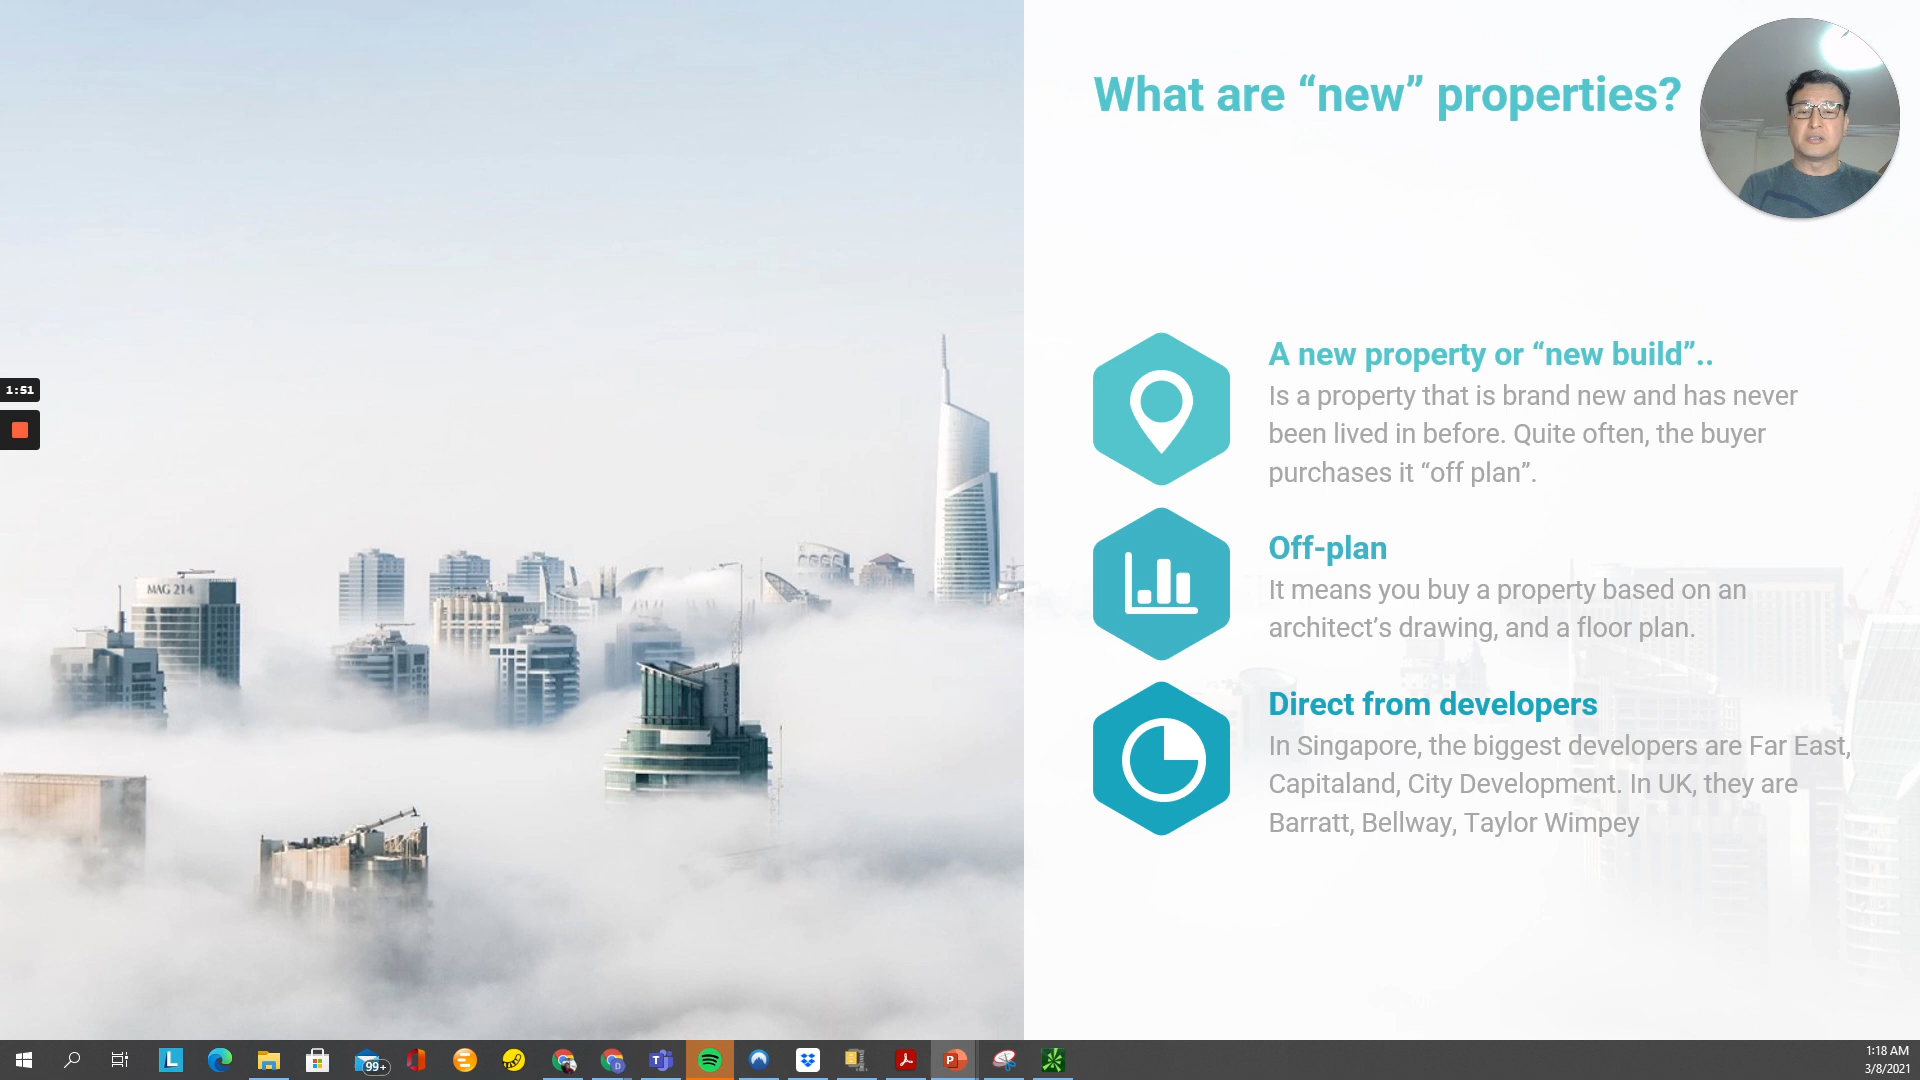 What are “new” properties?
A new property or “new build”..
Is a property that is brand new and has never
been lived in before. Quite often, the buyer
purchases it “off plan”.
1:51
Off-plan
It means you buy a property based on an
architect’s drawing, and a floor plan.
MAG 214
Direct from developers
In Singapore, the biggest developers are Far East,
Capitaland, City Development. In UK, they are
Barratt, Bellway, Taylor Wimpey
L
99+
D
P
1:18 AM
3/8/2021